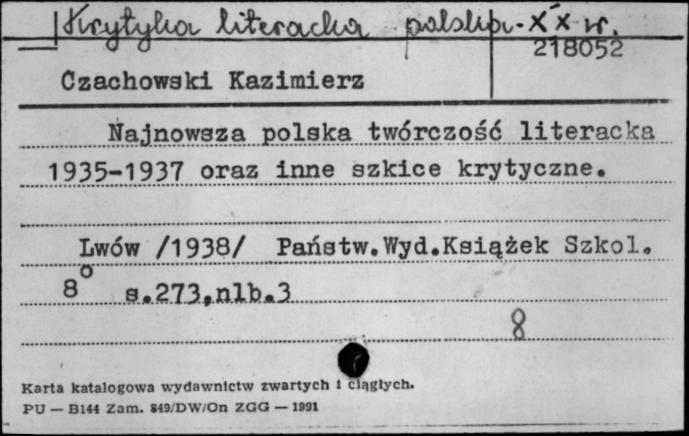 Krytyka literacka polska - XX w.
218052
Czachowski Kazimierz
Najnowsza polska twórczość literacka
1935-1937 oraz inne szkice krytyczne.
Lwów /1938/ Państw.Wyd.Książek Szkol.
8° s.273,nlb.3
8
Karta katalogowa wydawnictw zwartych i ciągłych.
PU — B144 Zam. 849/DW/On ZGG — 1991